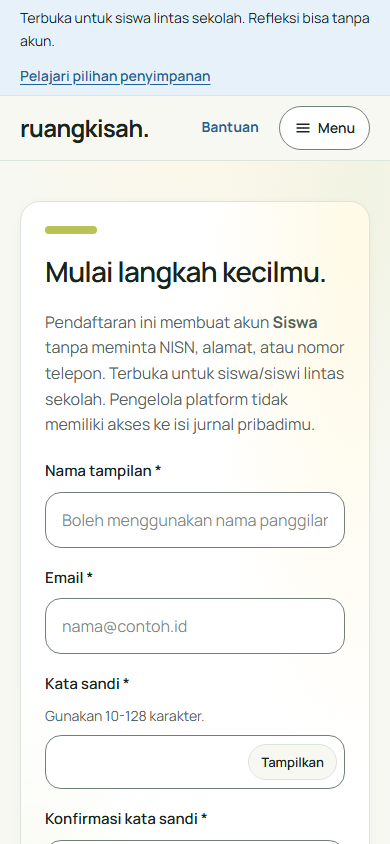 Terbuka untuk siswa lintas sekolah. Refleksi bisa tanpa
akun.
Pelajari pilihan penyimpanan
ruangkisah.
Bantuan
Menu
Mulai langkah kecilmu.
Pendaftaran ini membuat akun Siswa
tanpa meminta NISN, alamat, atau nomor
telepon. Terbuka untuk siswa/siswi lintas
sekolah. Pengelola platform tidak
memiliki akses ke isi jurnal pribadimu.
Nama tampilan *
Boleh menggunakan nama panggilan
Email *
nama@contoh.id
Kata sandi *
Gunakan 10-128 karakter.
Tampilkan
Konfirmasi kata sandi *